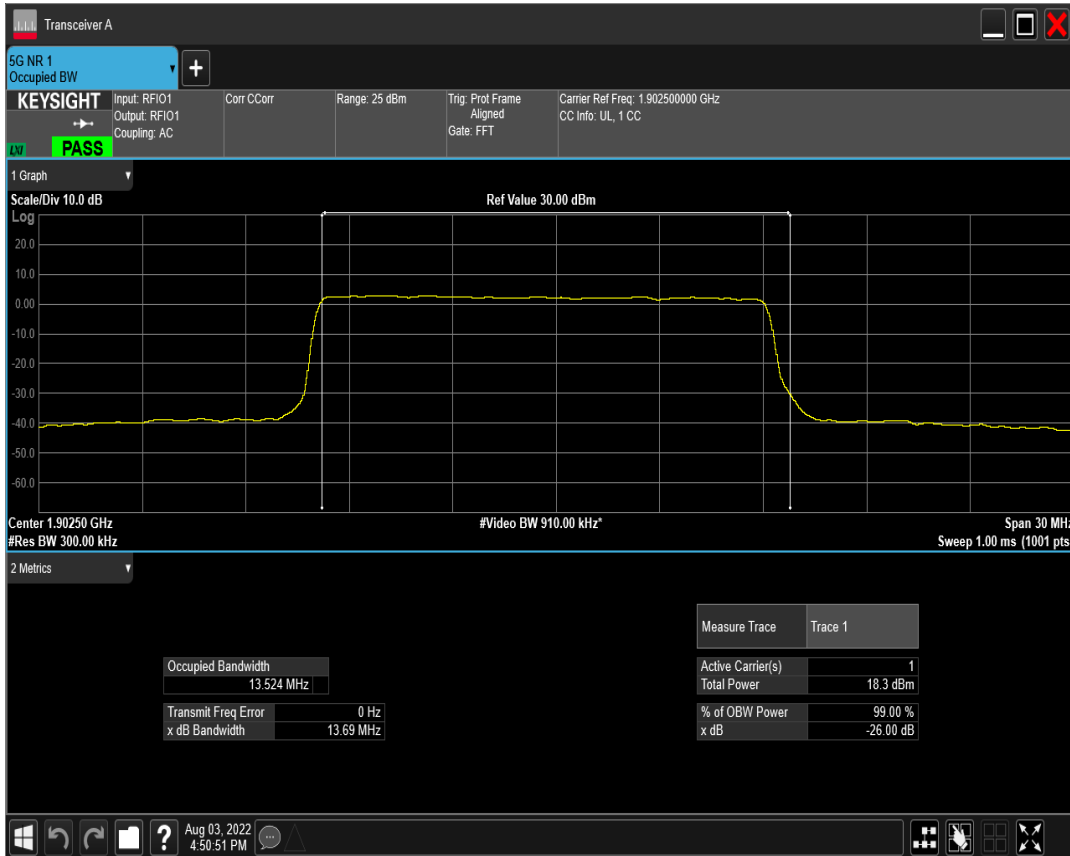 Transceiver A
5G NR 1
Occupied BW
KEYSIGHT
LXI
PASS
Input: RFIO1
Output: RFIO1
Coupling: AC
Corr CCorr
Range: 25 dBm
Trig: Prot Frame
Aligned
Gate: FFT
Carrier Ref Freq: 1.902500000 GHz
CC Info: UL, 1 CC
1 Graph
Scale/Div 10.0 dB
Ref Value 30.00 dBm
Log
20.0
10.0
0.00
-10.0
-20.0
-30.0
-40.0
-50.0
-60.0
Center 1.90250 GHz
#Video BW 910.00 kHz*
Span 30 MHz
#Res BW 300.00 kHz
Sweep 1.00 ms (1001 pts
2 Metrics
Measure Trace Trace 1
Occupied Bandwidth
13.524 MHz
Active Carrier(s) 1
Total Power 18.3 dBm
Transmit Freq Error 0 Hz
x dB Bandwidth 13.69 MHz
% of OBW Power 99.00 %
x dB -26.00 dB
?
Aug 03, 2022
4:50:51 PM